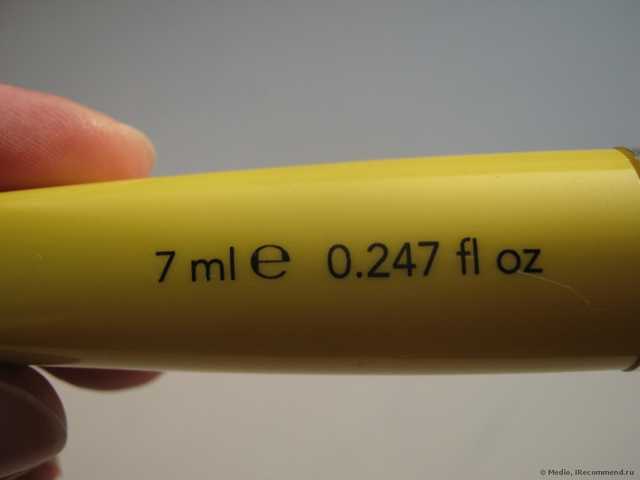 7 ml ℮ 0.247 fl oz
© Medio, IRecommend.ru